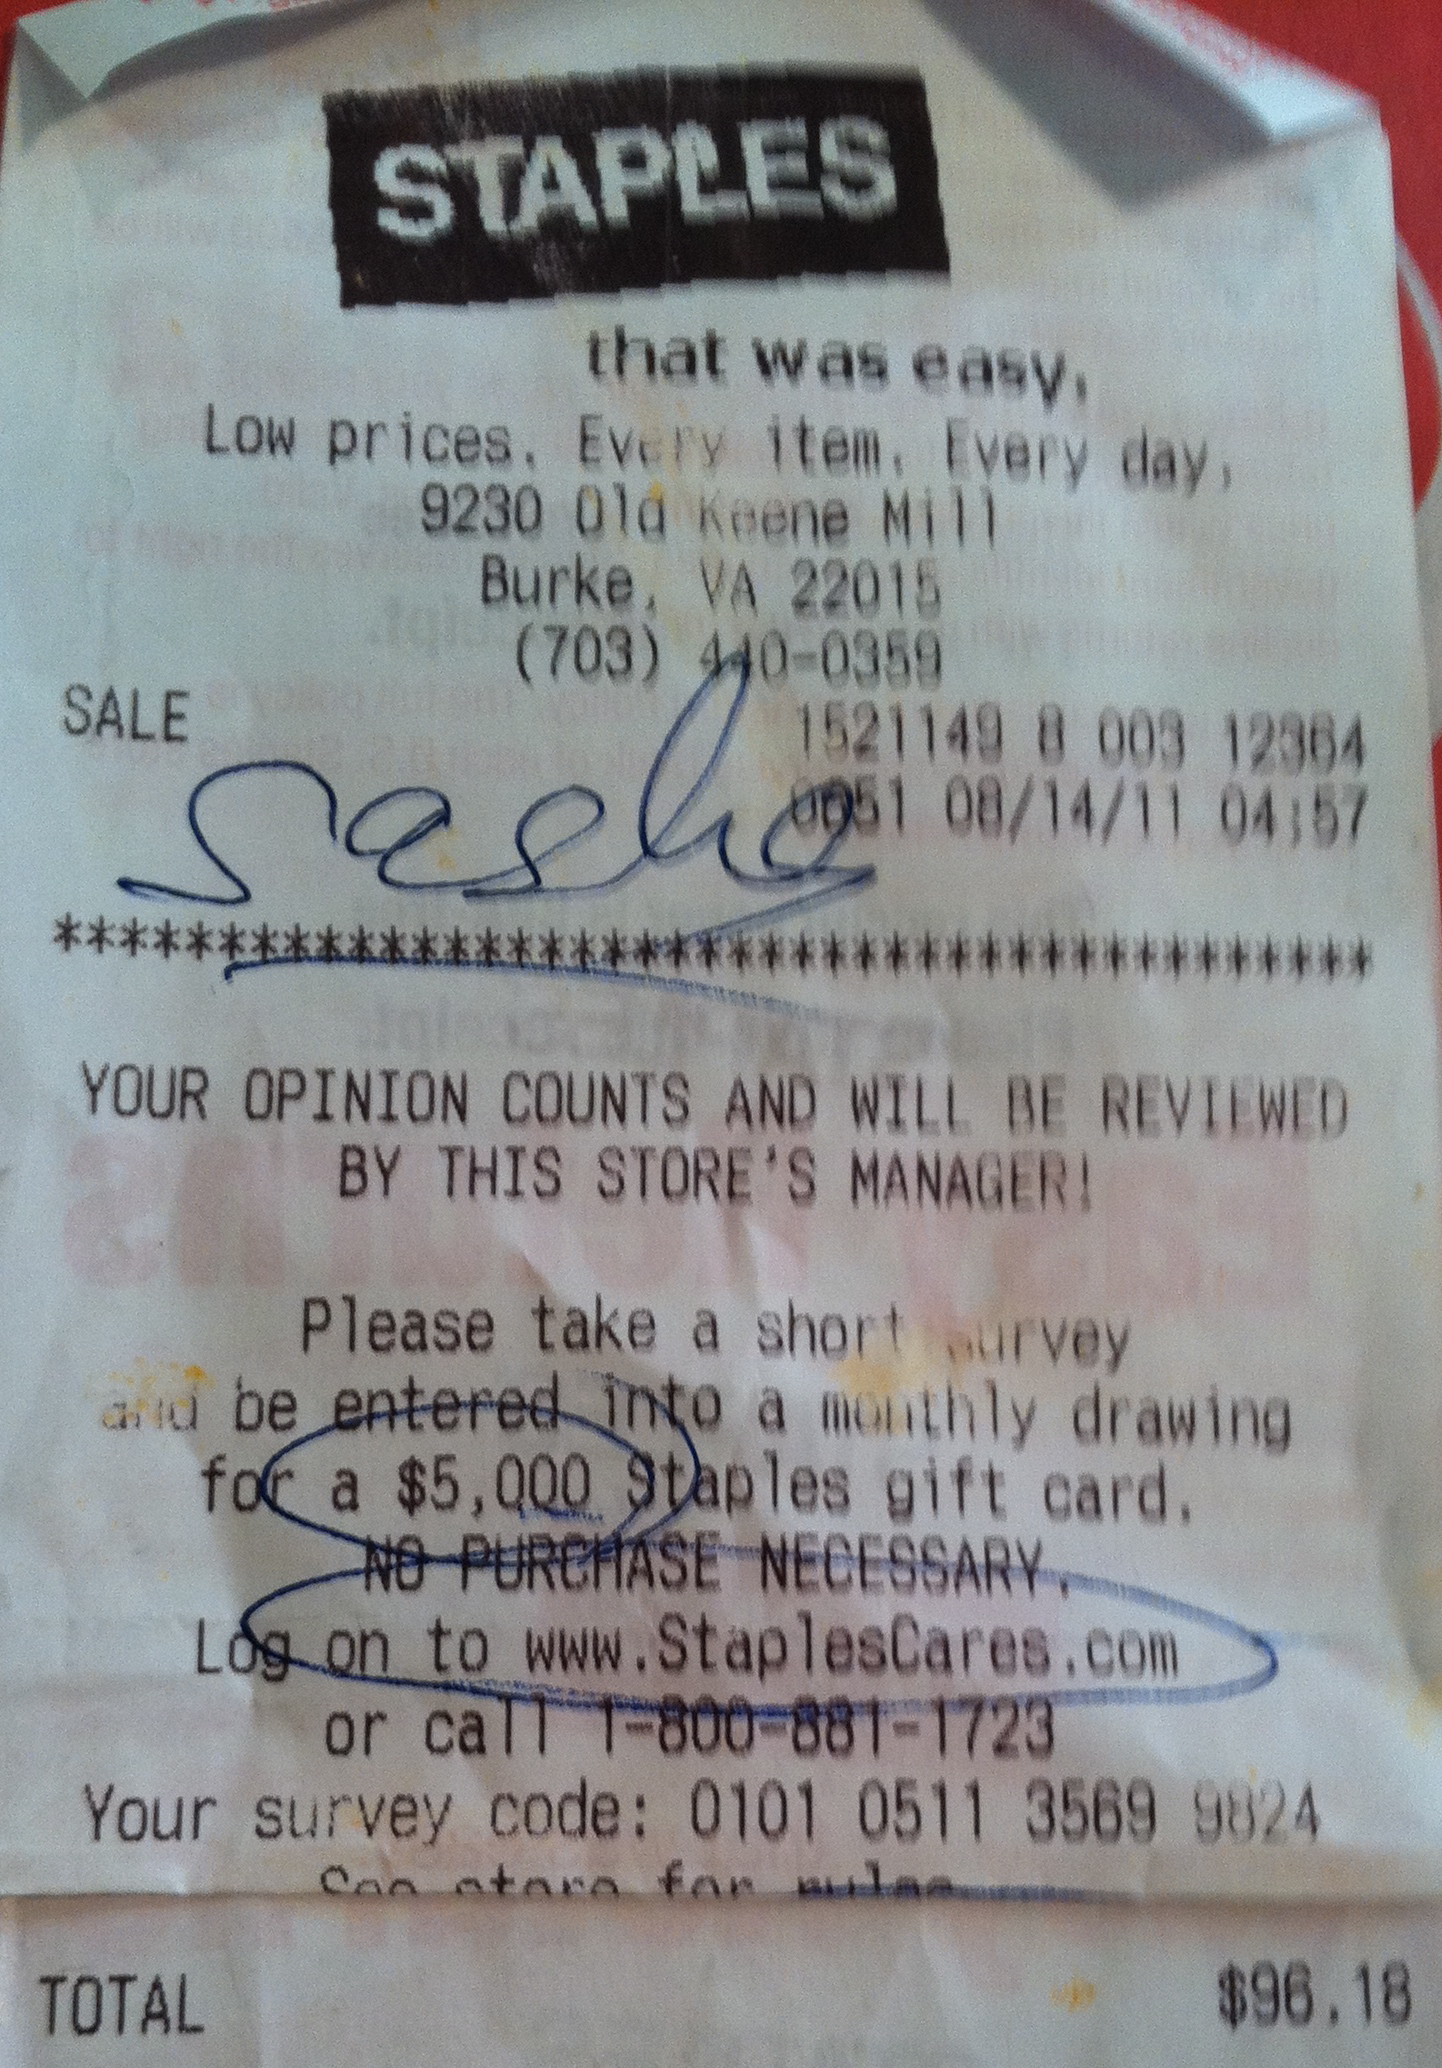 STAPLES
that was easy.
Low prices. Every item. Every day.
9230 Old Keene Mill
Burke, VA 22015
(703) 440-0359
SALE 1521149 8 003 12364
0651 08/14/11 04:57
Sasha
****************************************
YOUR OPINION COUNTS AND WILL BE REVIEWED
BY THIS STORE'S MANAGER!
Please take a short survey
and be entered into a monthly drawing
for a $5,000 Staples gift card.
NO PURCHASE NECESSARY.
Log on to www.StaplesCares.com
or call 1-800-881-1723
Your survey code: 0101 0511 3569 9824
See store for rules
TOTAL $96.18